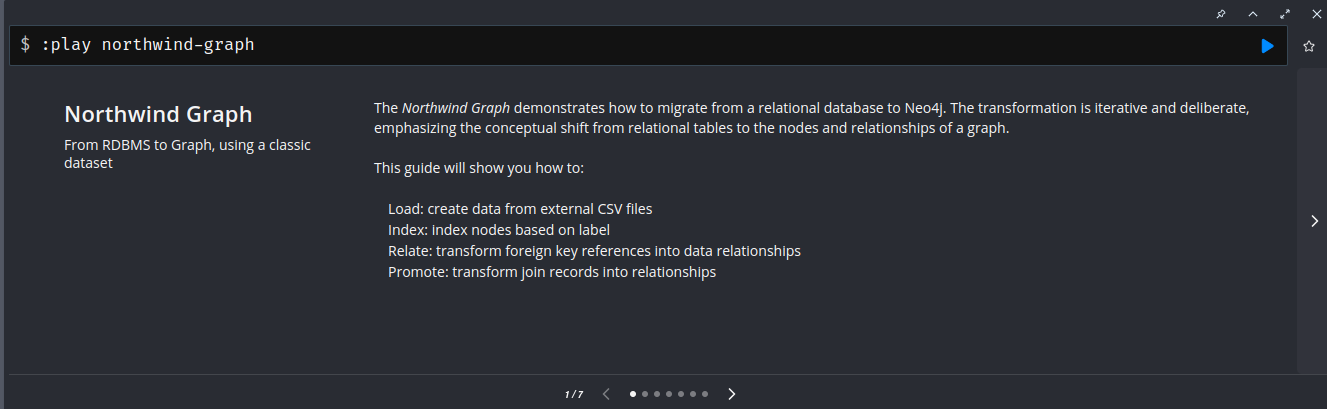 $ :play northwind-graph
Northwind Graph
From RDBMS to Graph, using a classic
dataset
The Northwind Graph demonstrates how to migrate from a relational database to Neo4j. The transformation is iterative and deliberate,
emphasizing the conceptual shift from relational tables to the nodes and relationships of a graph.
This guide will show you how to:
Load: create data from external CSV files
Index: index nodes based on label
Relate: transform foreign key references into data relationships
Promote: transform join records into relationships
1/7